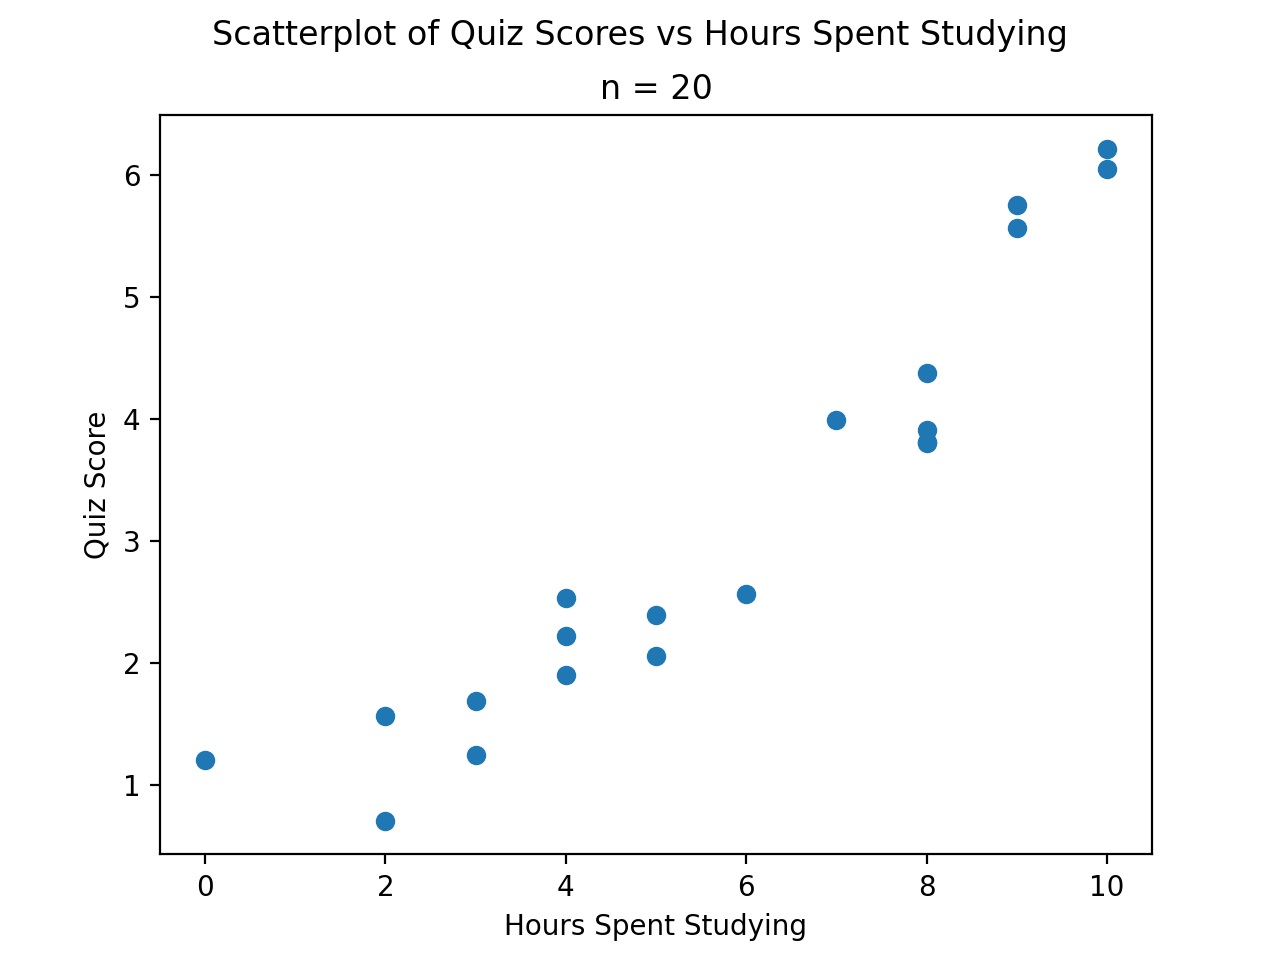 Scatterplot of Quiz Scores vs Hours Spent Studying
n = 20
6
5
4
3
2
1
Quiz Score
0 2 4 6 8 10
Hours Spent Studying